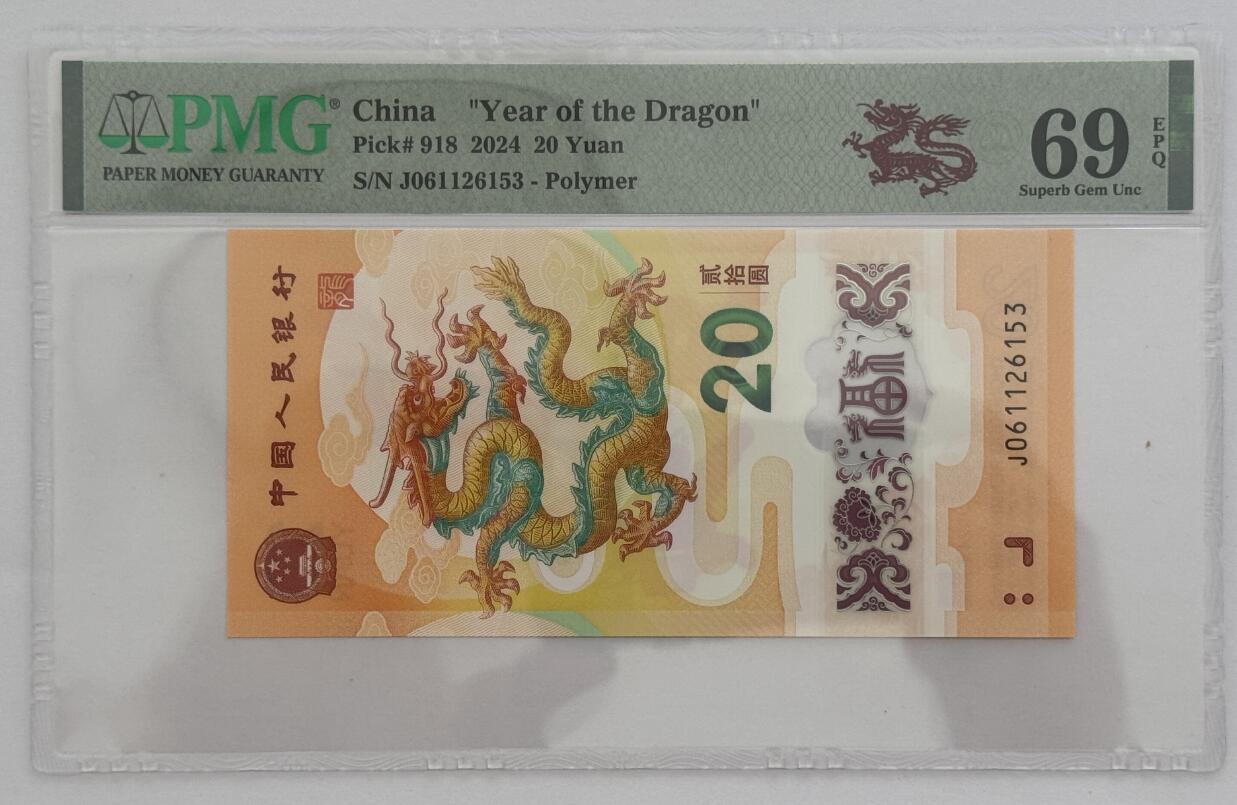 PMG®
PAPER MONEY GUARANTY
China "Year of the Dragon"
Pick# 918 2024 20 Yuan
S/N J061126153 - Polymer
69
EPQ
Superb Gem Unc
中国人民银行
贰拾圆
20
J061126153